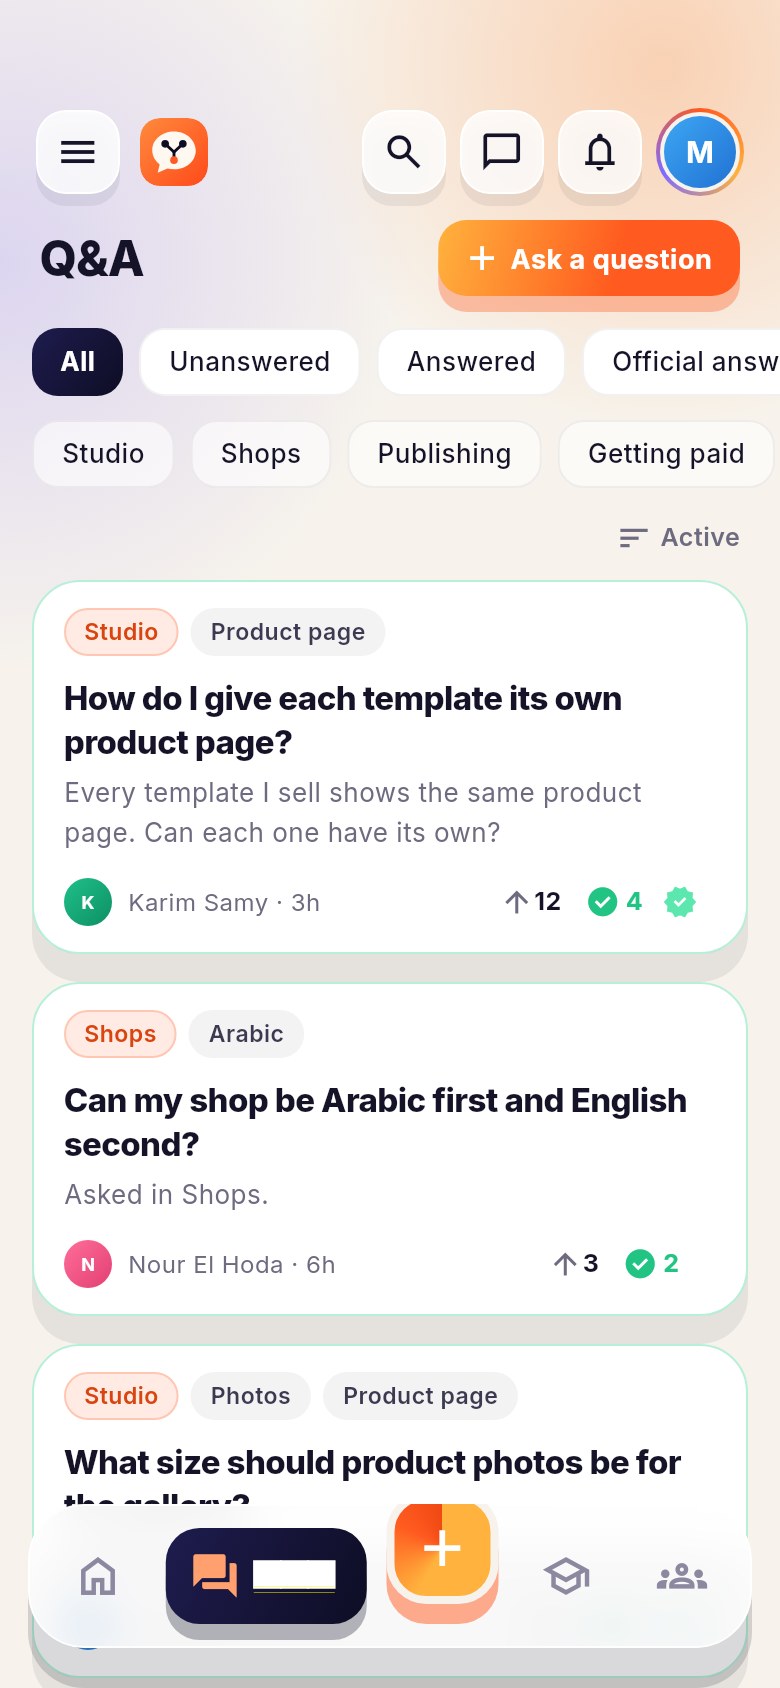 M
Q&A
Ask a question
All
Unanswered
Answered
Official answ
Studio
Shops
Publishing
Getting paid
Active
Studio
Product page
How do I give each template its own
product page?
Every template I sell shows the same product
page. Can each one have its own?
K
Karim Samy · 3h
12
4
Shops
Arabic
Can my shop be Arabic first and English
second?
Asked in Shops.
N
Nour El Hoda · 6h
3
2
Studio
Photos
Product page
What size should product photos be for
the gallery?